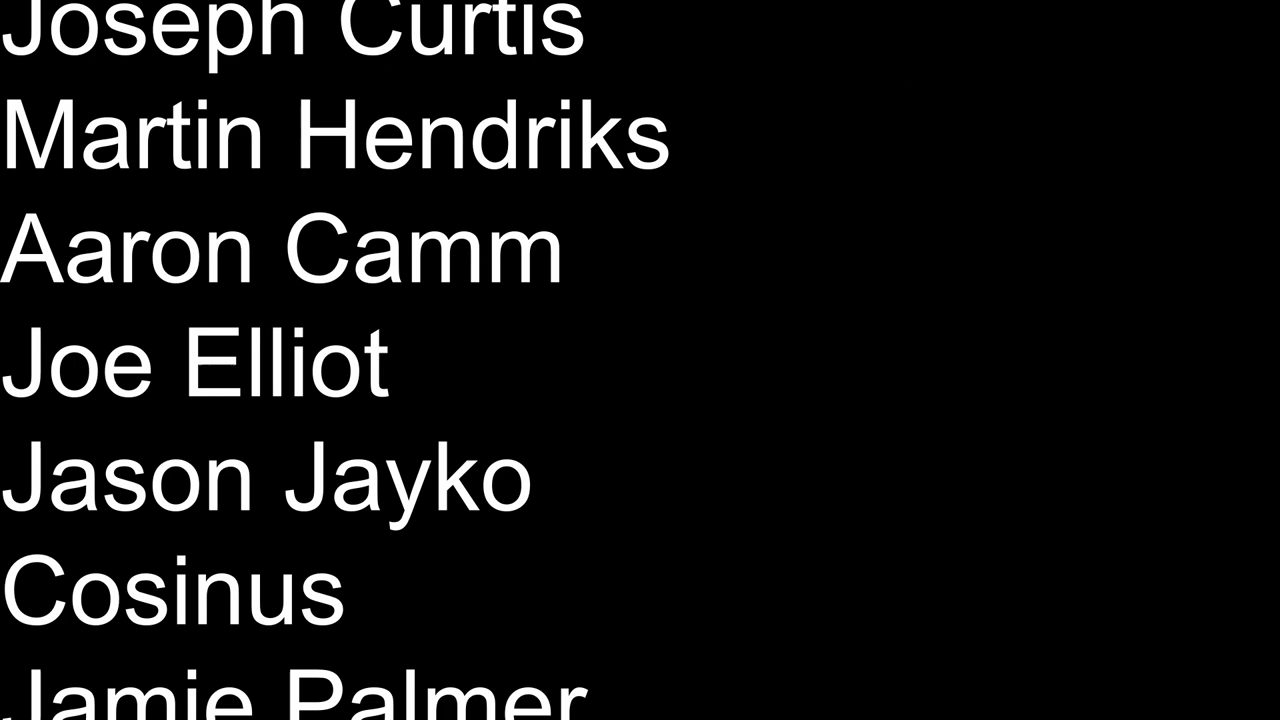 Joseph Curtis
Martin Hendriks
Aaron Camm
Joe Elliot
Jason Jayko
Cosinus
Jamie Palmer